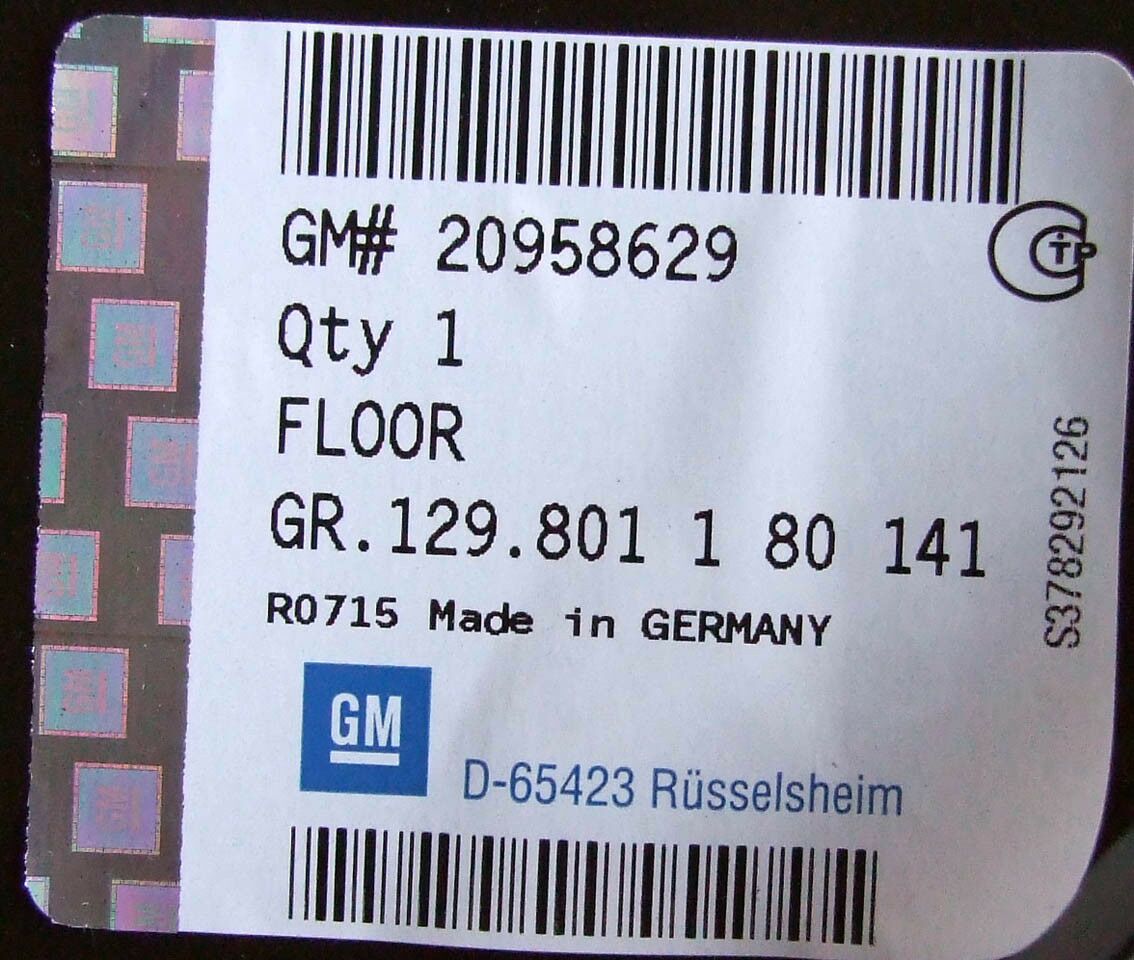 GM# 20958629
Qty 1
FLOOR
GR.129.801 1 80 141
R0715 Made in GERMANY
GM
D-65423 Rüsselsheim
S378292126